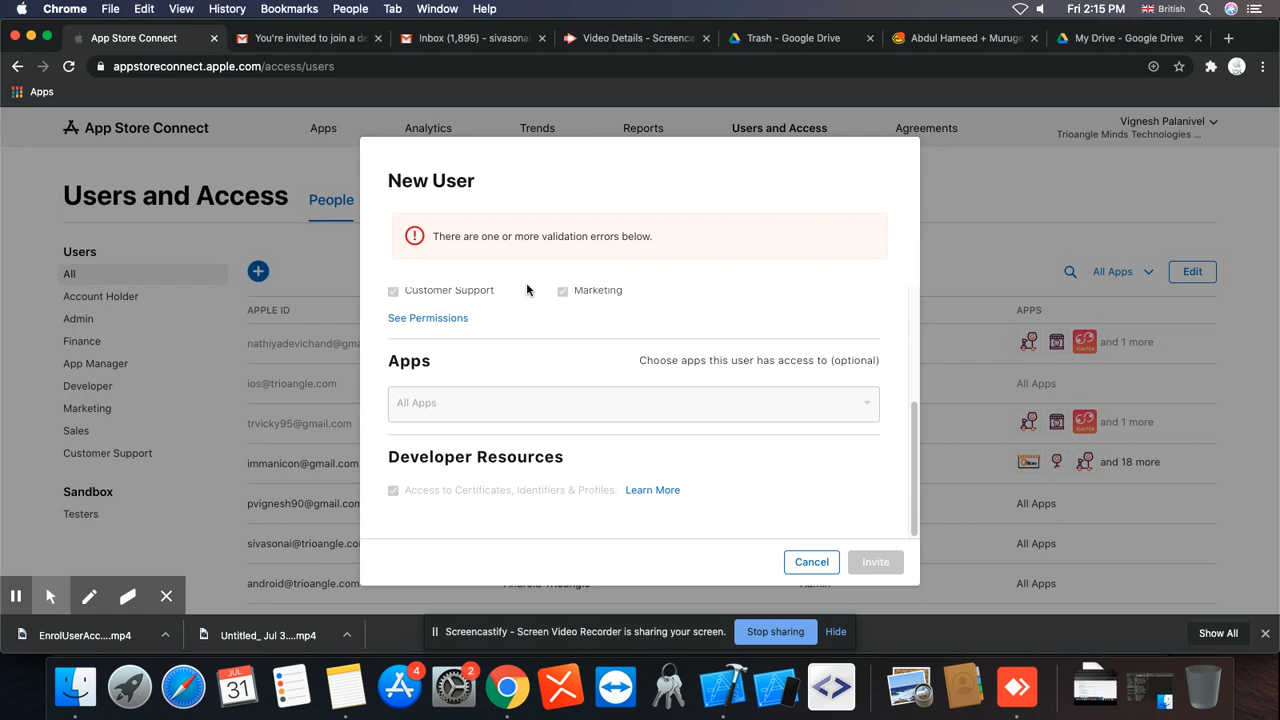 Chrome File Edit View History Bookmarks People Tab Window Help Fri 2:15 PM British
App Store Connect You're invited to join a de Inbox (1,895) - sivasonai Video Details - Screenca Trash - Google Drive Abdul Hameed + Muruge My Drive - Google Drive
appstoreconnect.apple.com/access/users
Apps
App Store Connect Apps Analytics Trends Reports Users and Access Agreements Vignesh Palanivel
Trioangle Minds Technologies ...
Users and Access People
New User
There are one or more validation errors below.
Users
All
Account Holder
Admin
Finance
App Manager
Developer
Marketing
Sales
Customer Support
Sandbox
Testers
All Apps Edit
APPLE ID APPS
nathiyadevichand@gma and 1 more
ios@trioangle.com All Apps
trvicky95@gmail.com and 1 more
immanicon@gmail.com and 18 more
pvignesh90@gmail.com All Apps
sivasonai@trioangle.co All Apps
android@trioangle.com All Apps
Customer Support Marketing
See Permissions
Apps Choose apps this user has access to (optional)
All Apps
Developer Resources
Access to Certificates, Identifiers & Profiles. Learn More
Cancel Invite
EnrolUserAcc....mp4 Untitled_ Jul 3....mp4 Screencastify - Screen Video Recorder is sharing your screen. Stop sharing Hide Show All
JUL
31
4
2